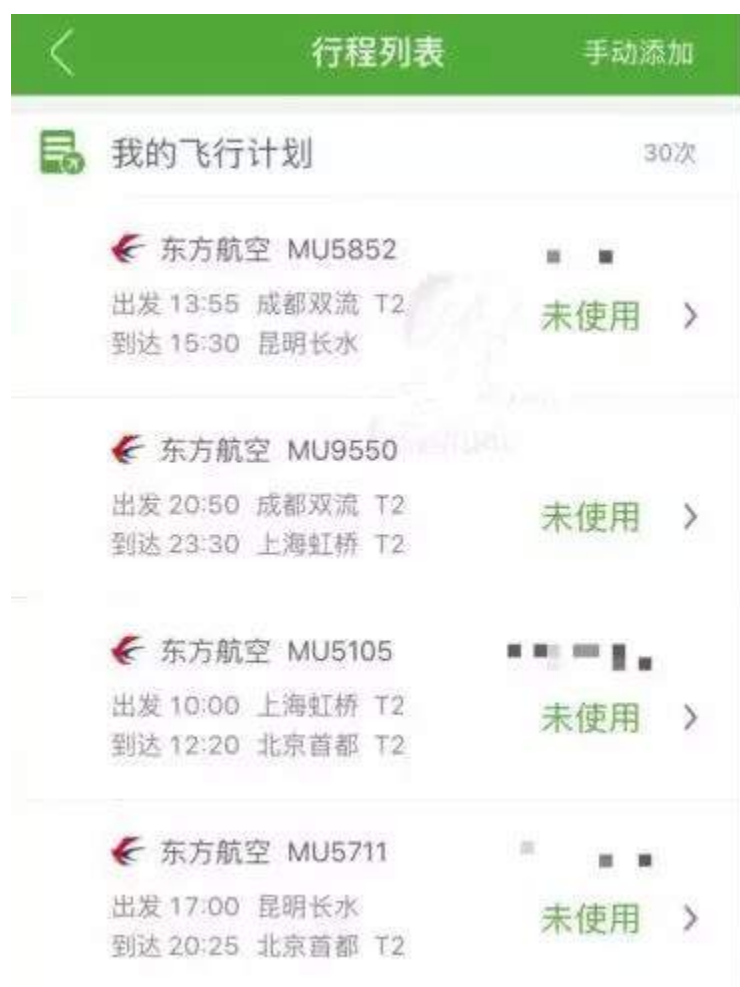 行程列表 手动添加
我的飞行计划 30次
东方航空 MU5852
出发 13:55 成都双流 T2
未使用
到达 15:30 昆明长水
东方航空 MU9550
出发 20:50 成都双流 T2
未使用
到达 23:30 上海虹桥 T2
东方航空 MU5105
出发 10:00 上海虹桥 T2
未使用
到达 12:20 北京首都 T2
东方航空 MU5711
出发 17:00 昆明长水
未使用
到达 20:25 北京首都 T2